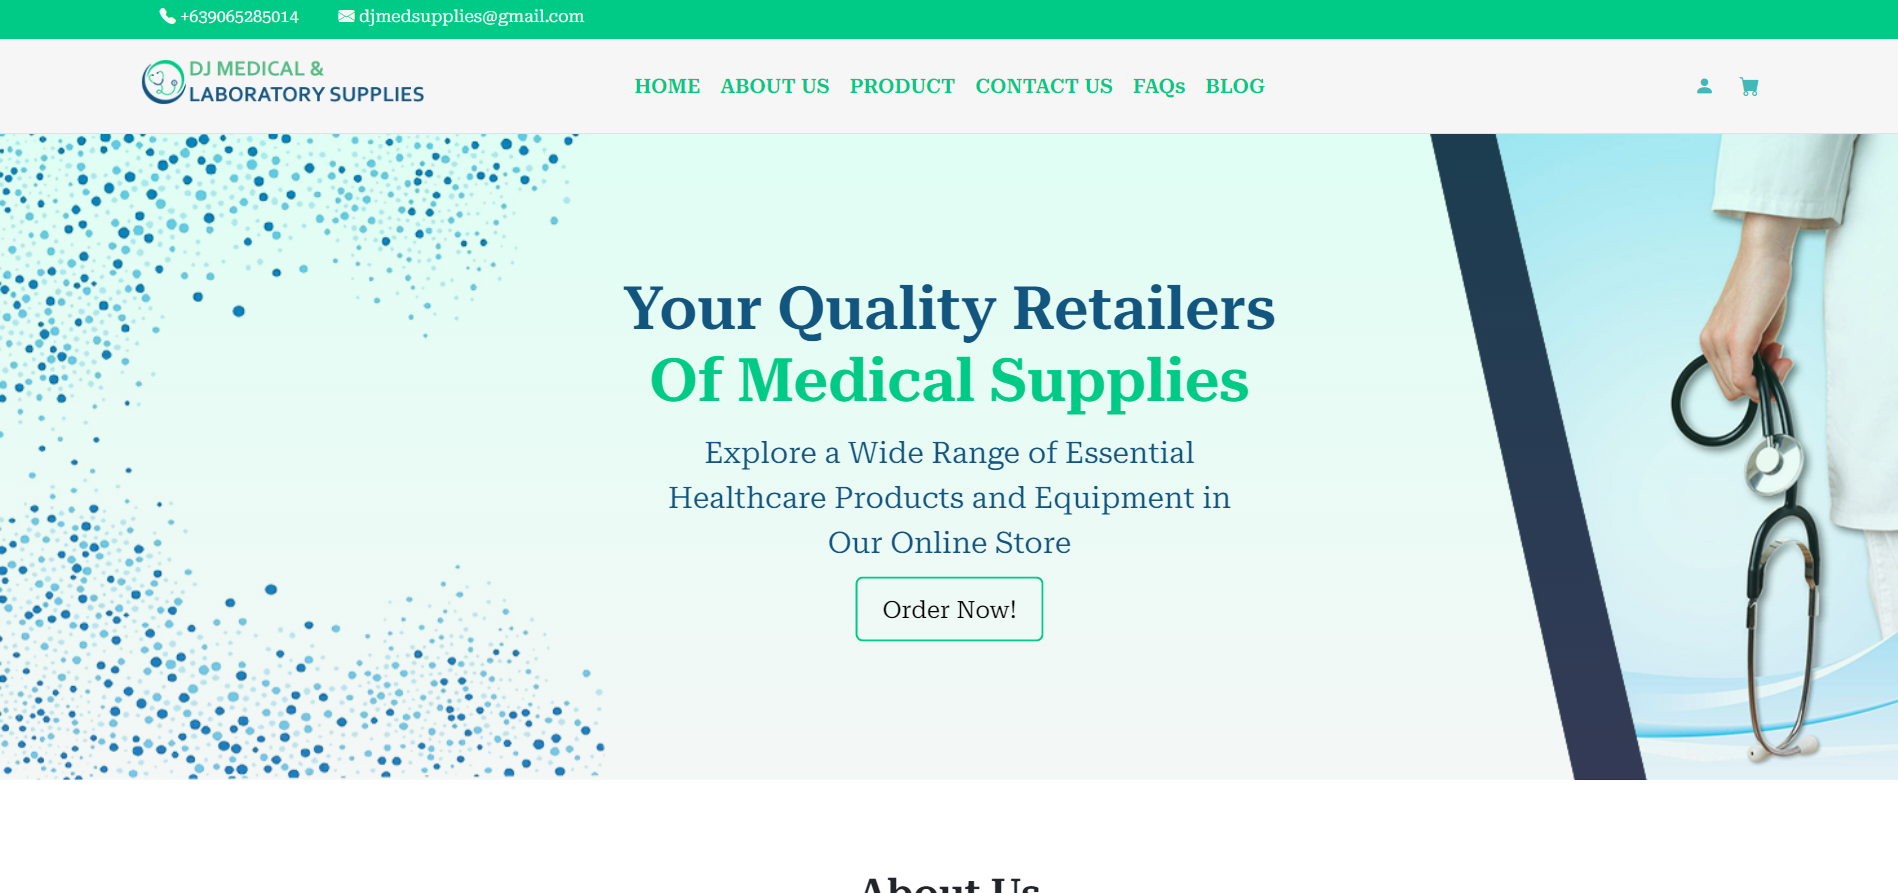 +639065285014 djmedsupplies@gmail.com
DJ MEDICAL &
LABORATORY SUPPLIES
HOME ABOUT US PRODUCT CONTACT US FAQs BLOG
Your Quality Retailers
Of Medical Supplies
Explore a Wide Range of Essential
Healthcare Products and Equipment in
Our Online Store
Order Now!
About Us